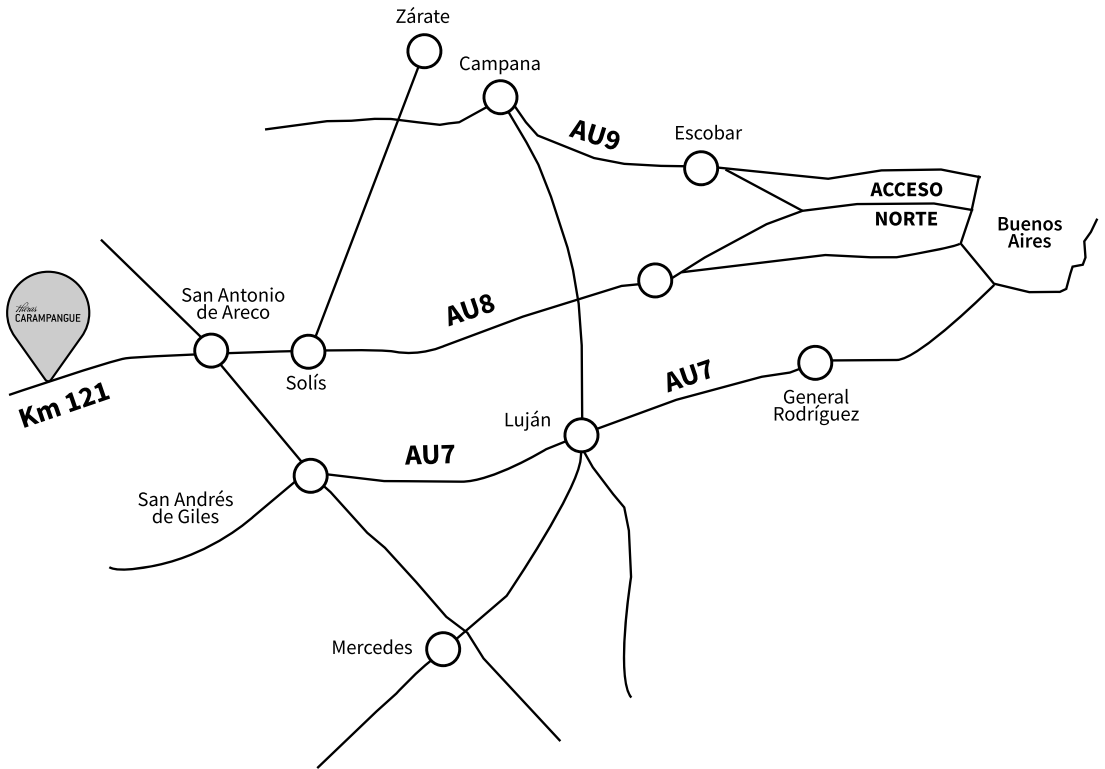 Zárate
Campana
AU9
Escobar
ACCESO
NORTE
Buenos
Aires
San Antonio
de Areco
AU8
Haras
CARAMPANGUE
Km 121
Solís
AU7
General
Rodríguez
Luján
AU7
San Andrés
de Giles
Mercedes